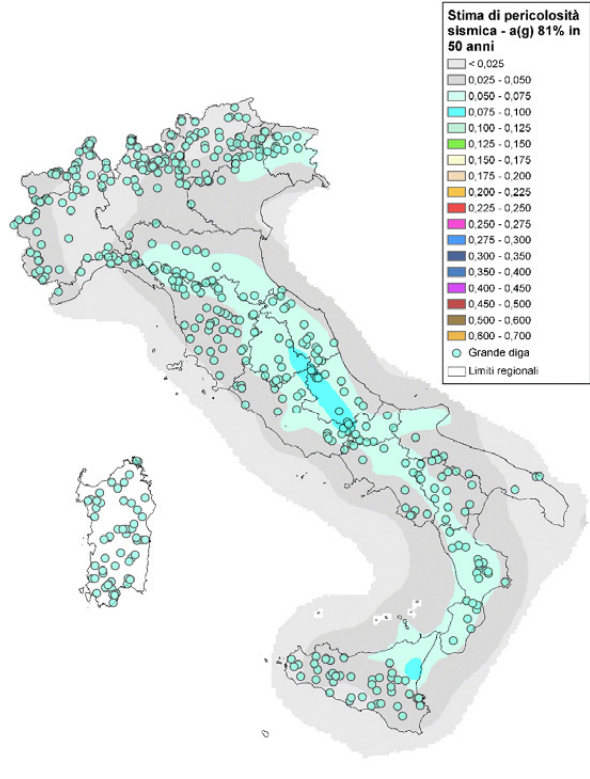 Stima di pericolosità
sismica - a(g) 81% in
50 anni
< 0,025
0,025 - 0,050
0,050 - 0,075
0,075 - 0,100
0,100 - 0,125
0,125 - 0,150
0,150 - 0,175
0,175 - 0,200
0,200 - 0,225
0,225 - 0,250
0,250 - 0,275
0,275 - 0,300
0,300 - 0,350
0,350 - 0,400
0,400 - 0,450
0,450 - 0,500
0,500 - 0,600
0,600 - 0,700
Grande diga
Limiti regionali